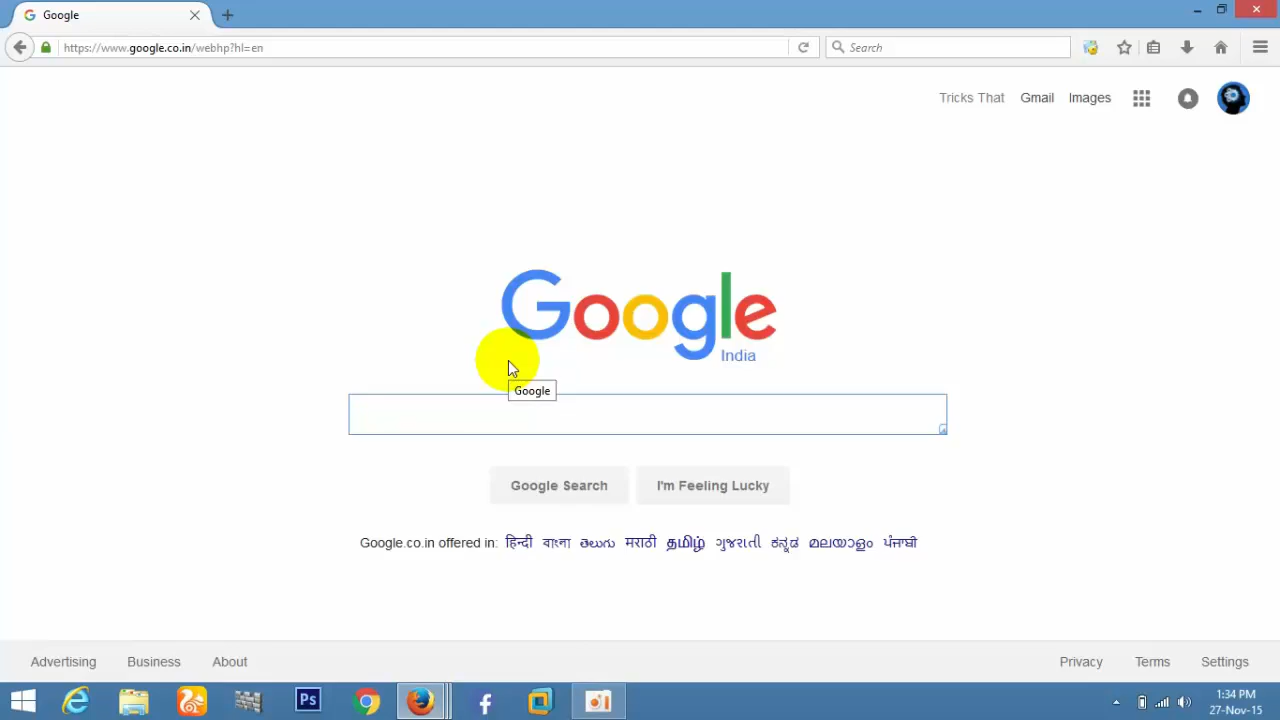 Google
https://www.google.co.in/webhp?hl=en
Search
Tricks That
Gmail
Images
Google
India
Google
Google Search
I'm Feeling Lucky
Google.co.in offered in: हिन्दी বাংলা తెలుగు मराठी தமிழ் ગુજરાતી ಕನ್ನಡ മലയാളം ਪੰਜਾਬੀ
Advertising
Business
About
Privacy
Terms
Settings
Ps
1:34 PM
27-Nov-15